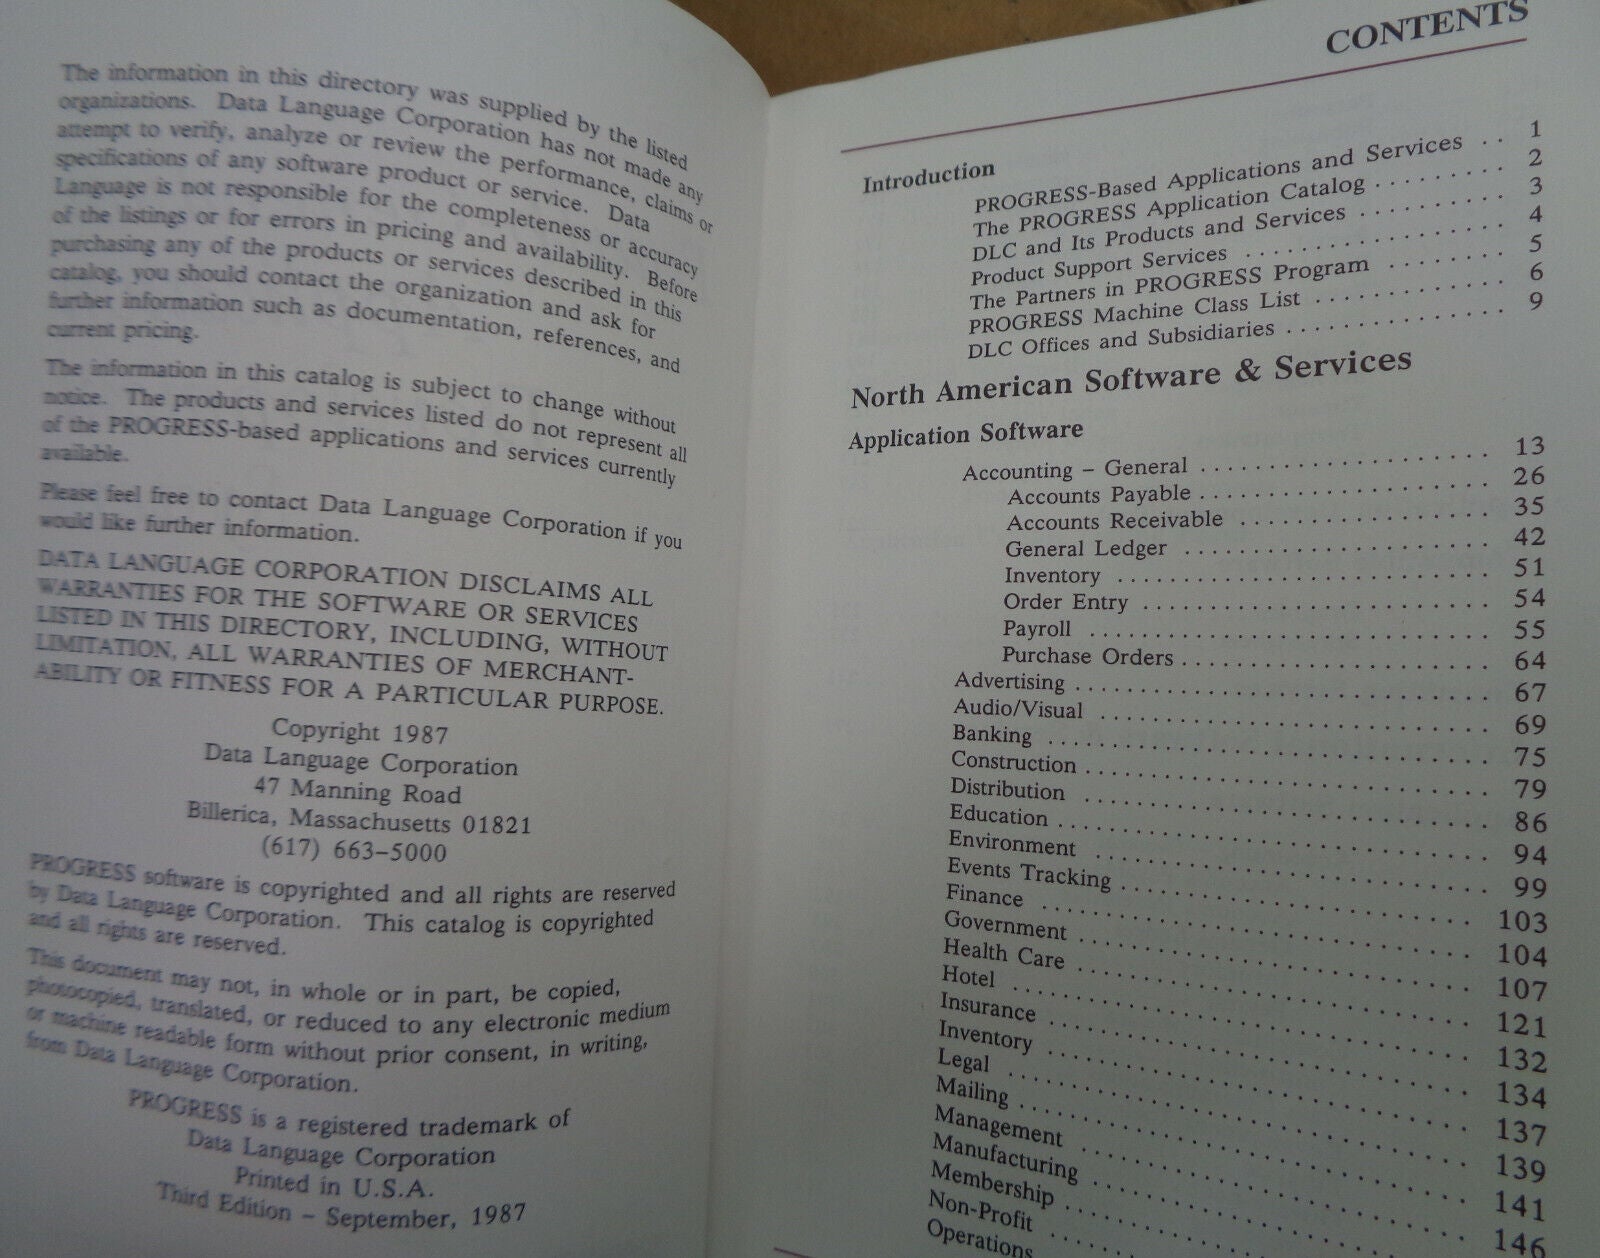 The information in this directory was supplied by the listed
organizations. Data Language Corporation has not made any
attempt to verify, analyze or review the performance, claims or
specifications of any software product or service. Data
Language is not responsible for the completeness or accuracy
of the listings or for errors in pricing and availability. Before
purchasing any of the products or services described in this
catalog, you should contact the organization and ask for
further information such as documentation, references, and
current pricing.
The information in this catalog is subject to change without
notice. The products and services listed do not represent all
of the PROGRESS-based applications and services currently
available.
Please feel free to contact Data Language Corporation if you
would like further information.
DATA LANGUAGE CORPORATION DISCLAIMS ALL
WARRANTIES FOR THE SOFTWARE OR SERVICES
LISTED IN THIS DIRECTORY, INCLUDING, WITHOUT
LIMITATION, ALL WARRANTIES OF MERCHANT-
ABILITY OR FITNESS FOR A PARTICULAR PURPOSE.
Copyright 1987
Data Language Corporation
47 Manning Road
Billerica, Massachusetts 01821
(617) 663-5000
PROGRESS software is copyrighted and all rights are reserved
by Data Language Corporation. This catalog is copyrighted
and all rights are reserved.
This document may not, in whole or in part, be copied,
photocopied, translated, or reduced to any electronic medium
or machine readable form without prior consent, in writing,
from Data Language Corporation.
PROGRESS is a registered trademark of
Data Language Corporation
Printed in U.S.A.
Third Edition - September, 1987
CONTENTS
Introduction
PROGRESS-Based Applications and Services . . 1
The PROGRESS Application Catalog . . . . . . . . 2
DLC and Its Products and Services . . . . . . . . . 3
Product Support Services . . . . . . . . . . . . . . . . 4
The Partners in PROGRESS Program . . . . . . . 5
PROGRESS Machine Class List . . . . . . . . . . . . 6
DLC Offices and Subsidiaries . . . . . . . . . . . . . 9
North American Software & Services
Application Software
Accounting – General . . . . . . . . . . . . . . . . . . 13
Accounts Payable . . . . . . . . . . . . . . . . . . 26
Accounts Receivable . . . . . . . . . . . . . . . . 35
General Ledger . . . . . . . . . . . . . . . . . . . 42
Inventory . . . . . . . . . . . . . . . . . . . . . . . 51
Order Entry . . . . . . . . . . . . . . . . . . . . . 54
Payroll . . . . . . . . . . . . . . . . . . . . . . . . . 55
Purchase Orders . . . . . . . . . . . . . . . . . . . 64
Advertising . . . . . . . . . . . . . . . . . . . . . . . . . 67
Audio/Visual . . . . . . . . . . . . . . . . . . . . . . . . 69
Banking . . . . . . . . . . . . . . . . . . . . . . . . . . . 75
Construction . . . . . . . . . . . . . . . . . . . . . . . . 79
Distribution . . . . . . . . . . . . . . . . . . . . . . . . . 86
Education . . . . . . . . . . . . . . . . . . . . . . . . . . 94
Environment . . . . . . . . . . . . . . . . . . . . . . . . 99
Events Tracking . . . . . . . . . . . . . . . . . . . . . 103
Finance . . . . . . . . . . . . . . . . . . . . . . . . . . . 104
Government . . . . . . . . . . . . . . . . . . . . . . . . 107
Health Care . . . . . . . . . . . . . . . . . . . . . . . . 121
Hotel . . . . . . . . . . . . . . . . . . . . . . . . . . . . 132
Insurance . . . . . . . . . . . . . . . . . . . . . . . . . . 134
Inventory . . . . . . . . . . . . . . . . . . . . . . . . . . 137
Legal . . . . . . . . . . . . . . . . . . . . . . . . . . . . 139
Mailing . . . . . . . . . . . . . . . . . . . . . . . . . . . 141
Management . . . . . . . . . . . . . . . . . . . . . . . . 146
Manufacturing . . . . . . . . . . . . . . . . . . . . . .
Membership . . . . . . . . . . . . . . . . . . . .
Non-Profit . . . . . . . . . . . . .
Operations